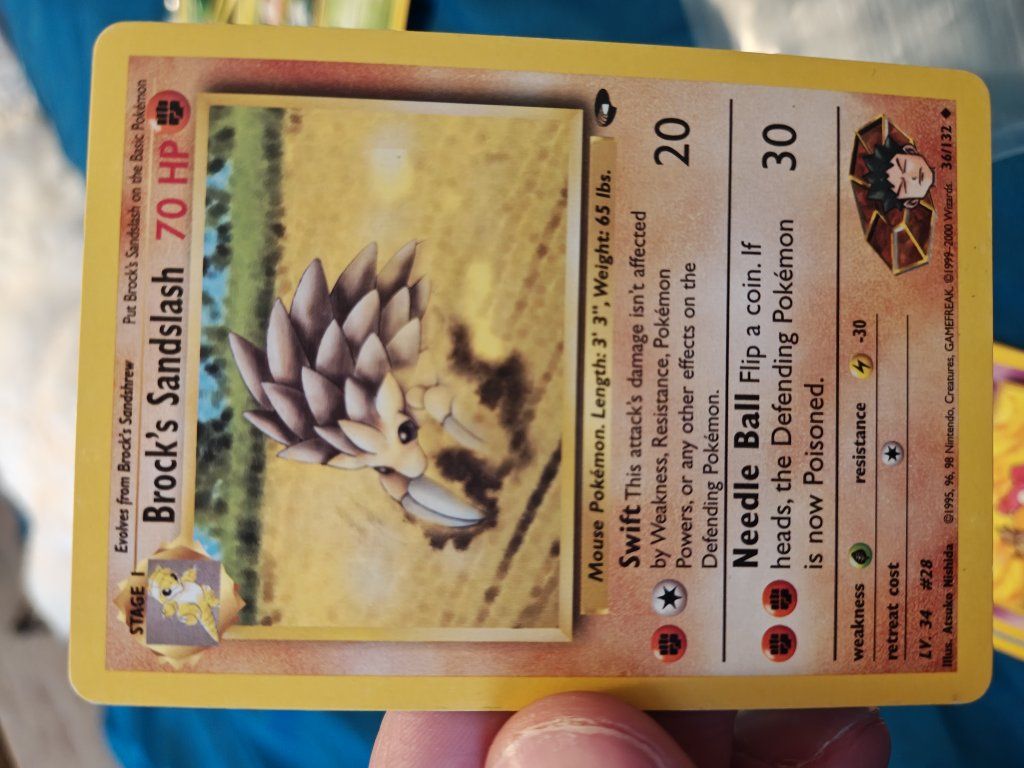 STAGE 1
Evolves from Brock's Sandshrew
Put Brock's Sandslash on the Basic Pokémon
Brock's Sandslash 70 HP
Mouse Pokémon. Length: 3' 3", Weight: 65 lbs.
Swift This attack's damage isn't affected
by Weakness, Resistance, Pokémon
Powers, or any other effects on the
Defending Pokémon.
20
Needle Ball Flip a coin. If
heads, the Defending Pokémon
is now Poisoned.
30
weakness
resistance -30
retreat cost
LV. 34 #28
Illus. Atsuko Nishida ©1995, 96, 98 Nintendo, Creatures, GAMEFREAK. ©1999-2000 Wizards. 36/132